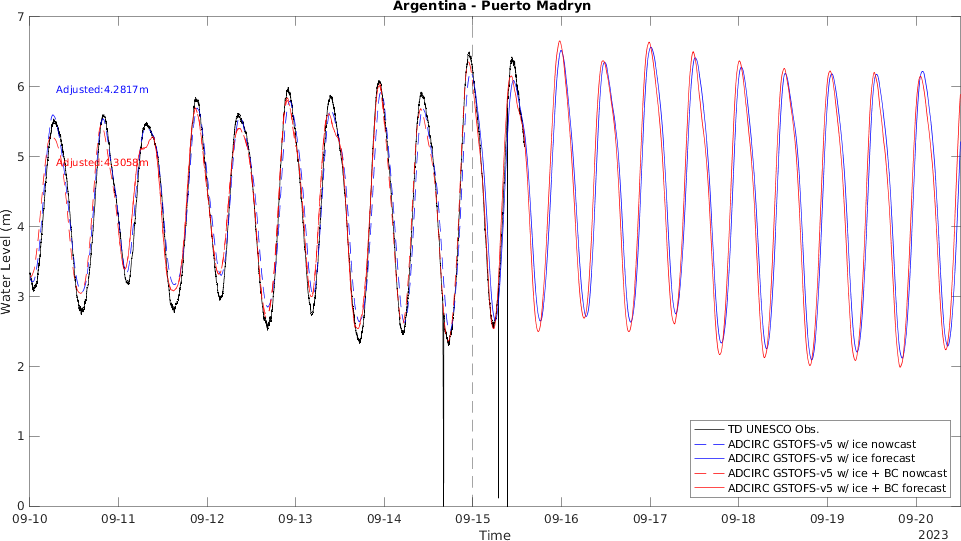 Argentina - Puerto Madryn
7
6
5
4
3
2
1
0
Water Level (m)
Adjusted:4.2817m
Adjusted:4.3058m
TD UNESCO Obs.
ADCIRC GSTOFS-v5 w/ ice nowcast
ADCIRC GSTOFS-v5 w/ ice forecast
ADCIRC GSTOFS-v5 w/ ice + BC nowcast
ADCIRC GSTOFS-v5 w/ ice + BC forecast
09-10 09-11 09-12 09-13 09-14 09-15 09-16 09-17 09-18 09-19 09-20
Time
2023